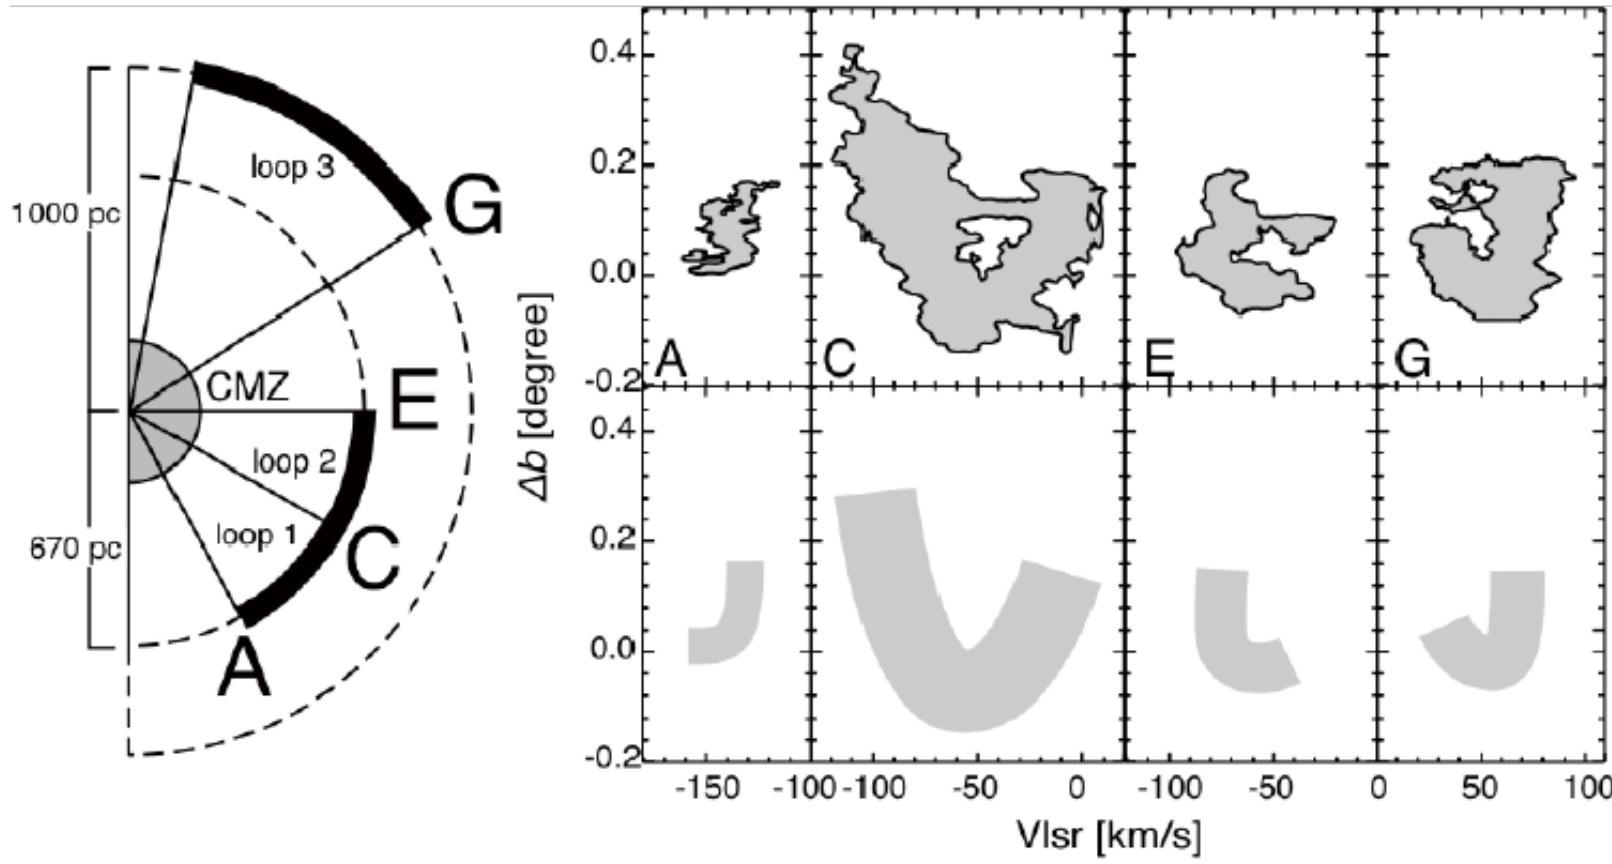 loop 3
G
1000 pc
CMZ
E
loop 2
670 pc
loop 1
C
A
Δb [degree]
0.4
0.2
0.0
-0.2
A
C
E
G
0.4
0.2
0.0
-0.2
-150 -100 -100 -50 0 -100 -50 0 50 100
Vlsr [km/s]